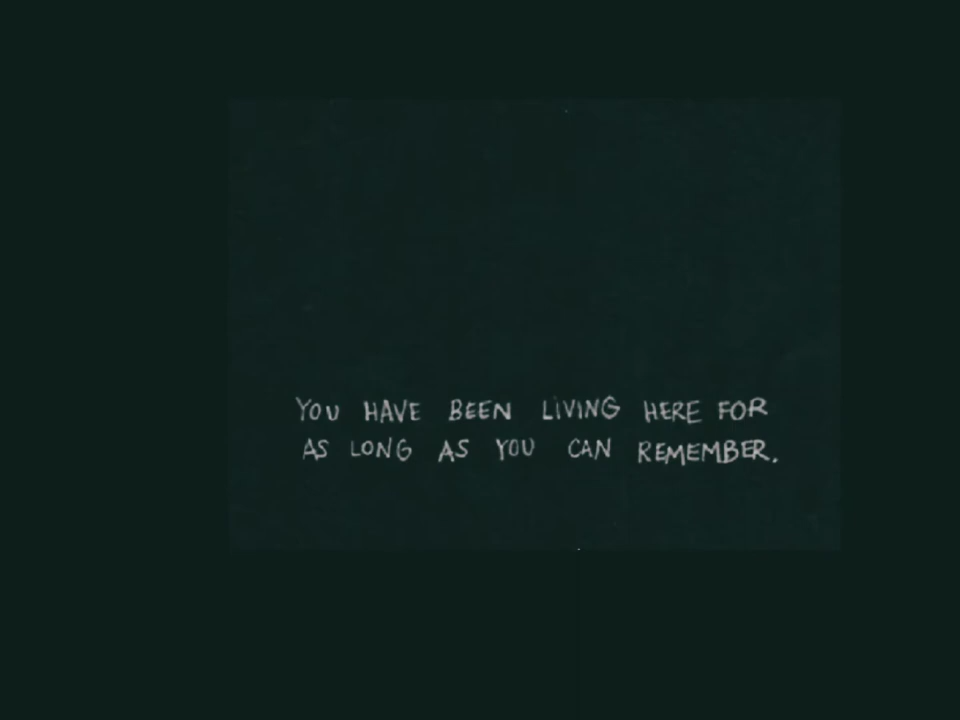 YOU HAVE BEEN LIVING HERE FOR
AS LONG AS YOU CAN REMEMBER.